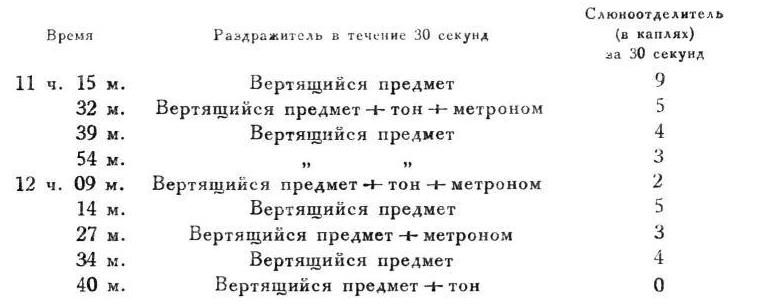 Слюноотделитель
Время Раздражитель в течение 30 секунд (в каплях)
за 30 секунд
11 ч. 15 м. Вертящийся предмет 9
32 м. Вертящийся предмет + тон + метроном 5
39 м. Вертящийся предмет 4
54 м. „ „ 3
12 ч. 09 м. Вертящийся предмет + тон + метроном 2
14 м. Вертящийся предмет 5
27 м. Вертящийся предмет + метроном 3
34 м. Вертящийся предмет 4
40 м. Вертящийся предмет + тон 0